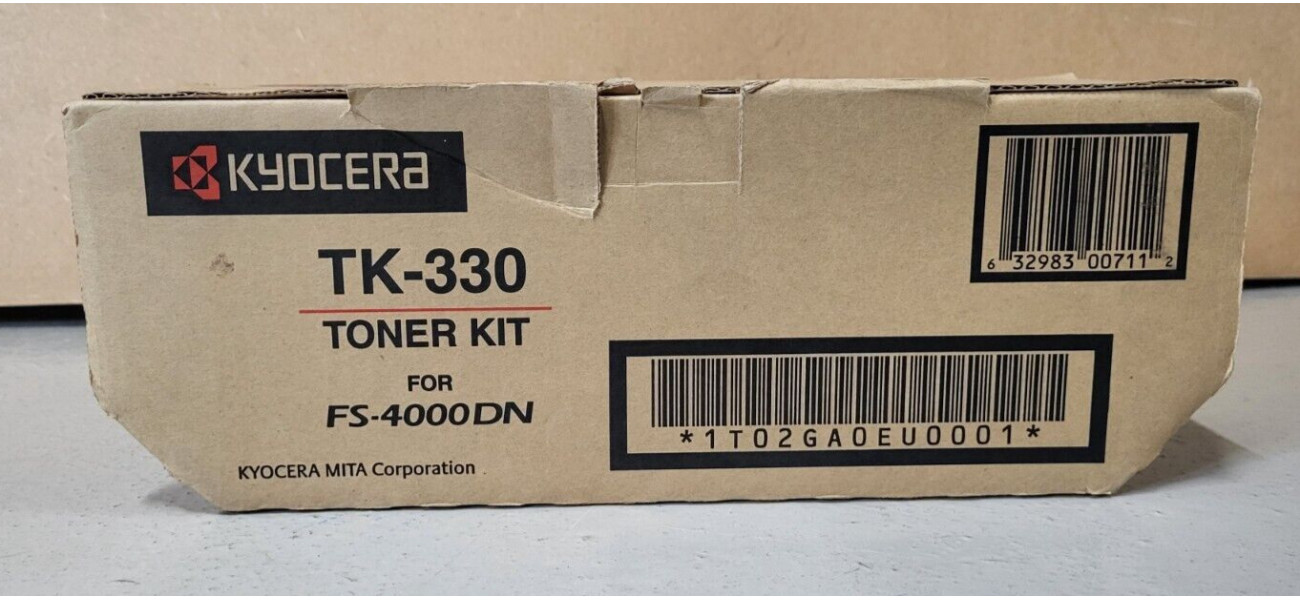 KYOCERA
TK-330
TONER KIT
FOR
FS-4000DN
KYOCERA MITA Corporation
6 32983 00711 2
*1T02GA0EU0001*